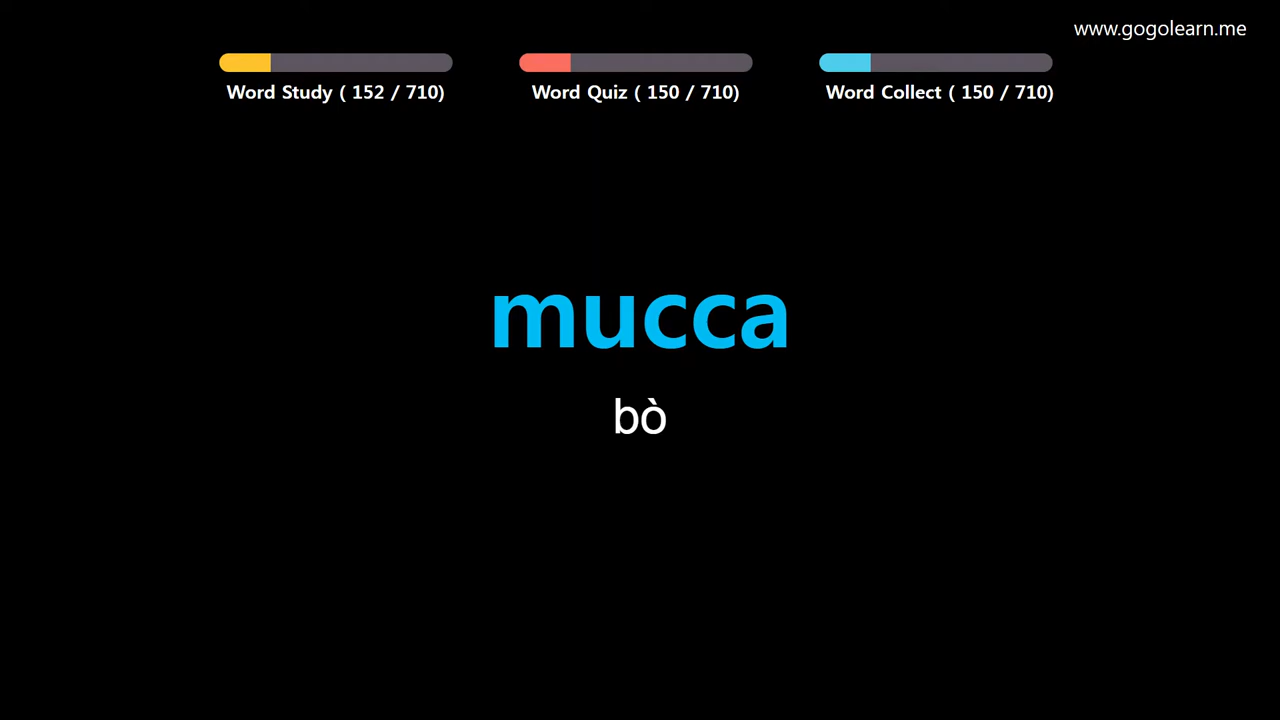 www.gogolearn.me
Word Study ( 152 / 710)
Word Quiz ( 150 / 710)
Word Collect ( 150 / 710)
mucca
bò